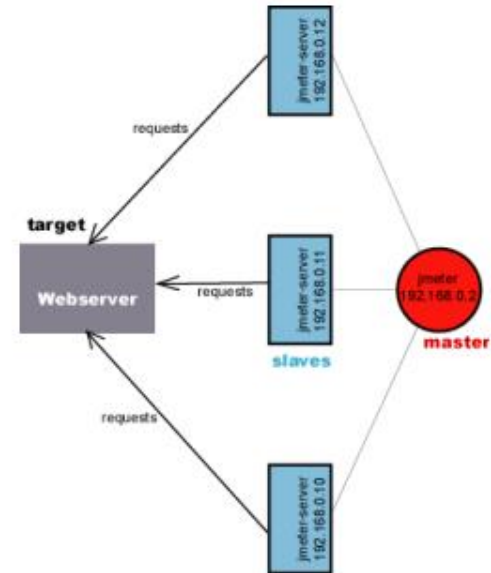 jmeter-server
192.168.0.12
requests
target
Webserver
requests
jmeter-server
192.168.0.11
slaves
jmeter
192.168.0.2
master
requests
jmeter-server
192.168.0.10